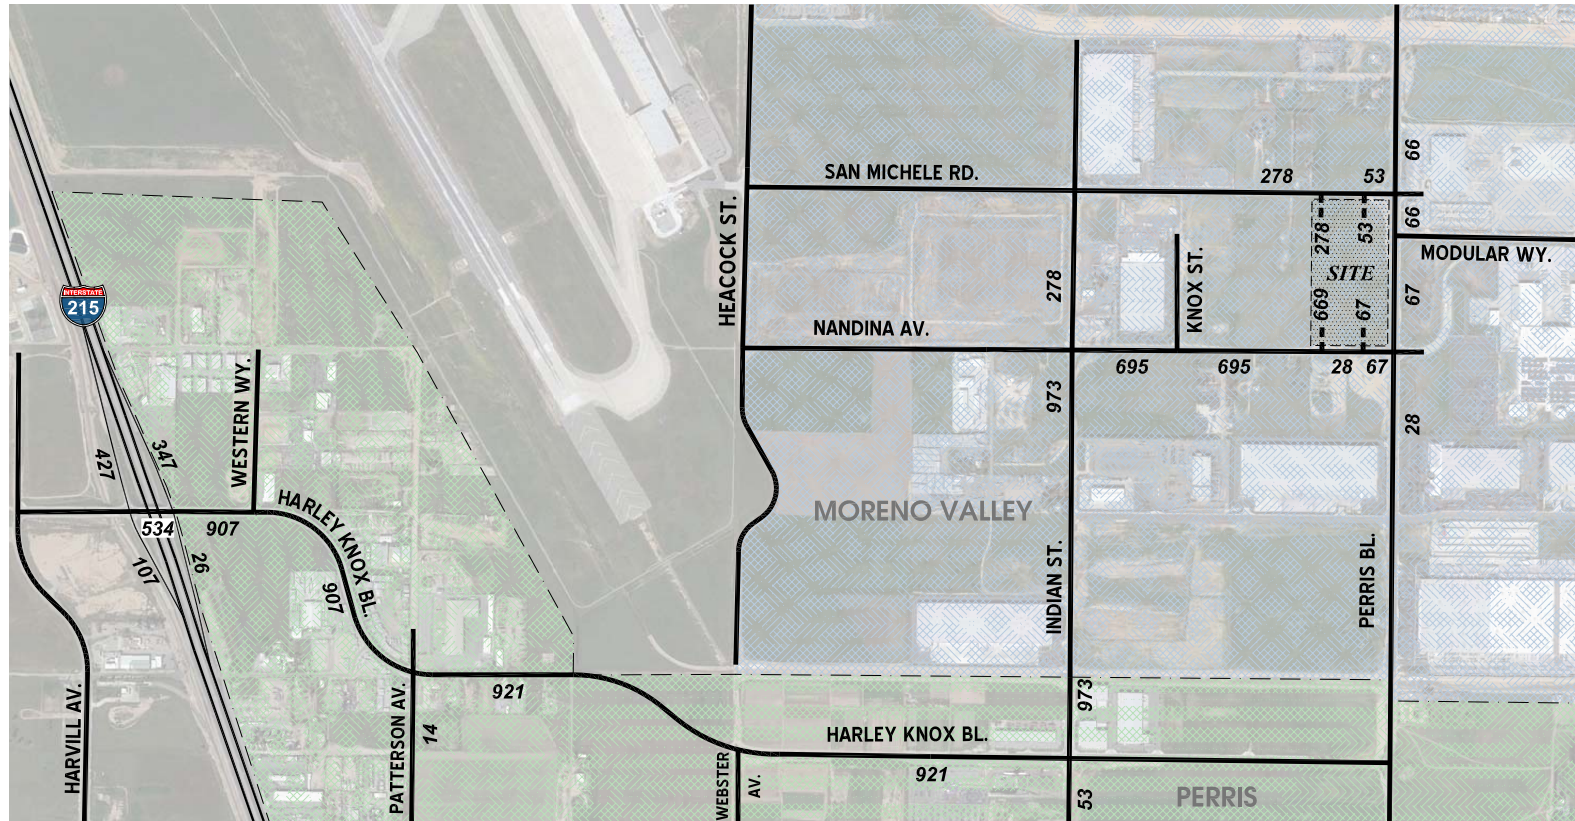 66
SAN MICHELE RD.
278
53
HEACOCK ST.
278
53
66
MODULAR WY.
SITE
KNOX ST.
278
INTERSTATE
215
669
67
67
NANDINA AV.
695
695
28
67
WESTERN WY.
973
28
347
427
HARLEY KNOX BL.
MORENO VALLEY
534
907
26
107
907
INDIAN ST.
PERRIS BL.
HARVILL AV.
PATTERSON AV.
921
973
14
HARLEY KNOX BL.
921
WEBSTER
AV.
53
PERRIS